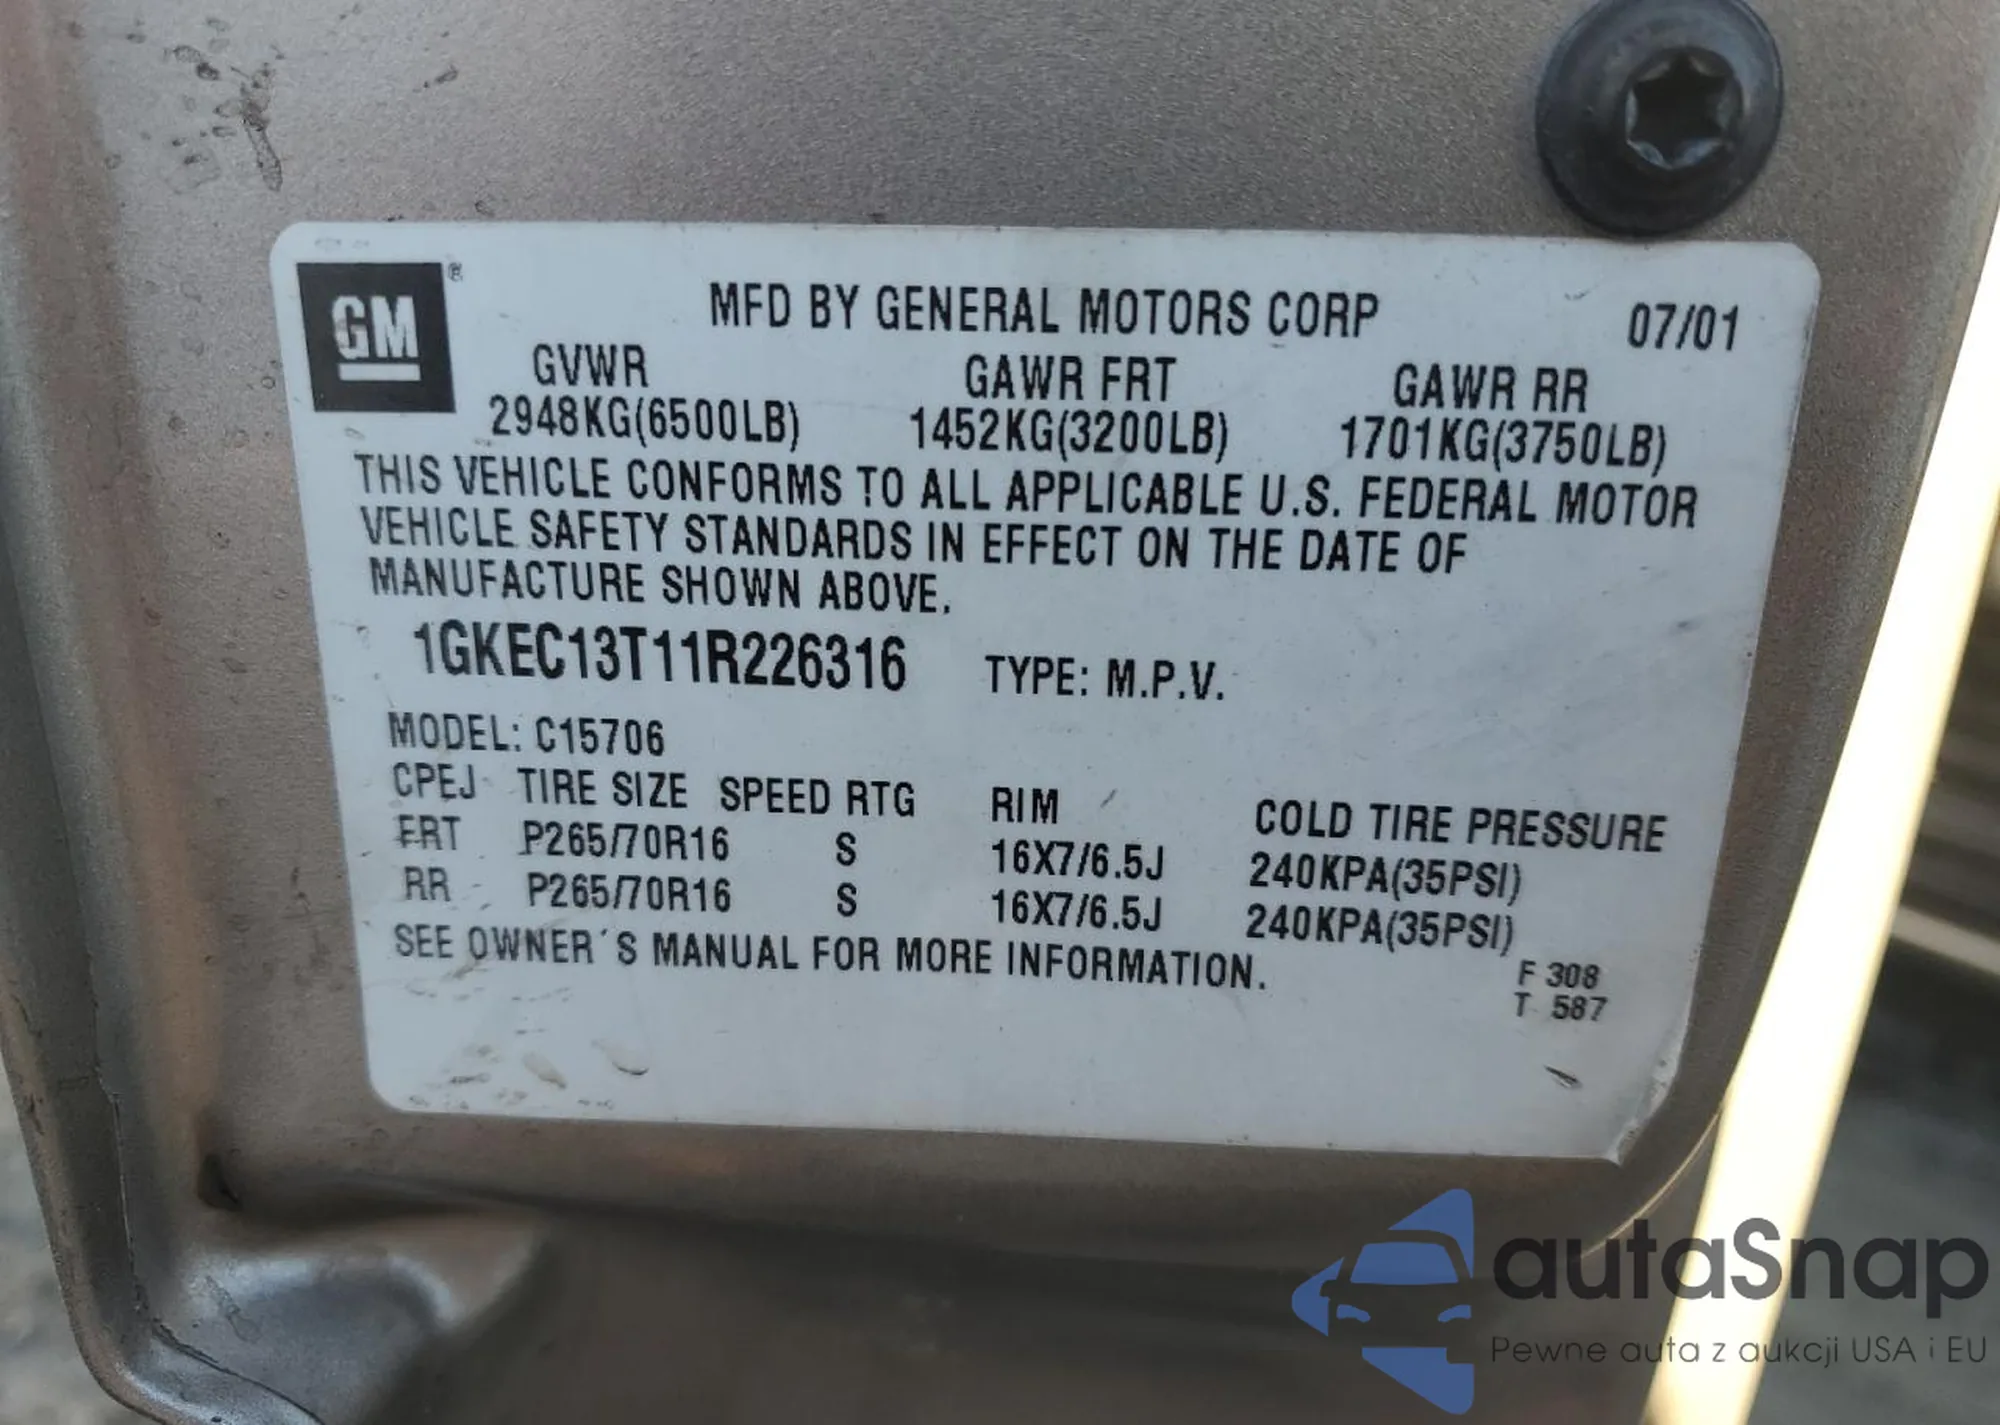 GM ®
MFD BY GENERAL MOTORS CORP 07/01
GVWR GAWR FRT GAWR RR
2948KG(6500LB) 1452KG(3200LB) 1701KG(3750LB)
THIS VEHICLE CONFORMS TO ALL APPLICABLE U.S. FEDERAL MOTOR
VEHICLE SAFETY STANDARDS IN EFFECT ON THE DATE OF
MANUFACTURE SHOWN ABOVE.
1GKEC13T11R226316 TYPE: M.P.V.
MODEL: C15706
CPEJ TIRE SIZE SPEED RTG RIM COLD TIRE PRESSURE
FRT P265/70R16 S 16X7/6.5J 240KPA(35PSI)
RR P265/70R16 S 16X7/6.5J 240KPA(35PSI)
SEE OWNER´S MANUAL FOR MORE INFORMATION.
F 308
T 587
autaSnap
Pewne auta z aukcji USA i EU